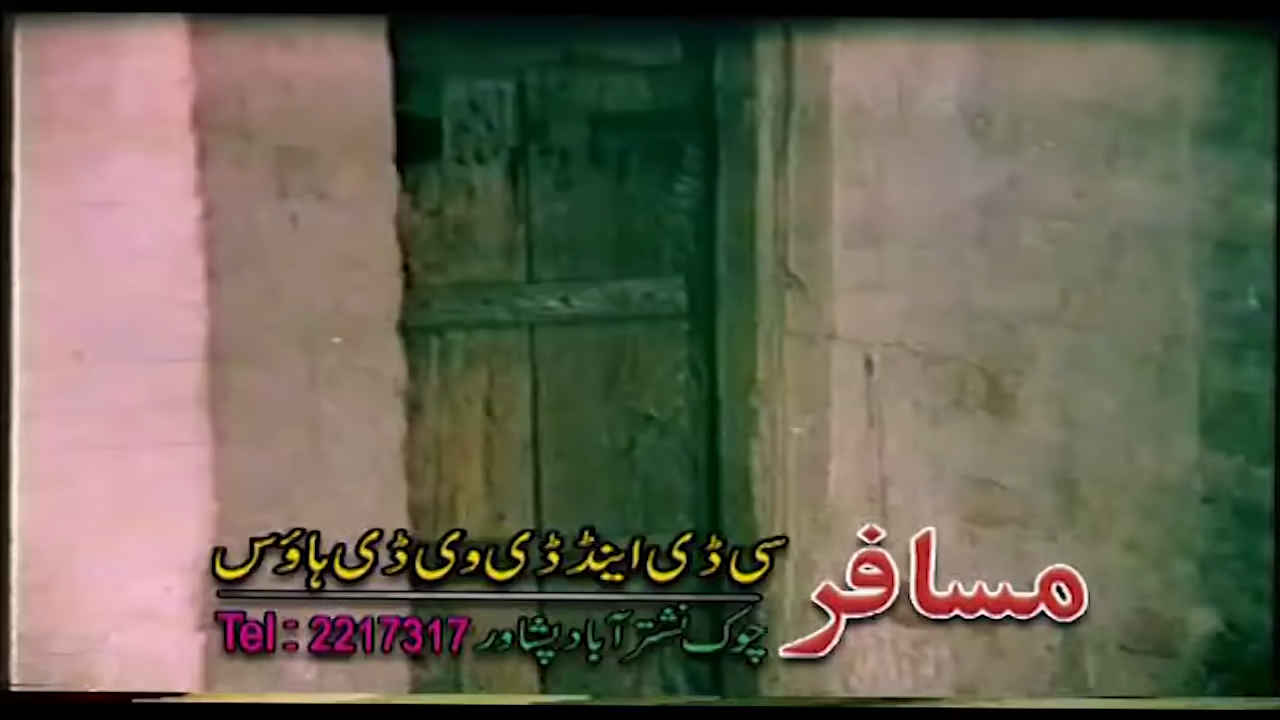 مسافر
سی ڈی اینڈ ڈی وی ڈی ہاؤس
چوک نشتر آباد پشاور Tel : 2217317